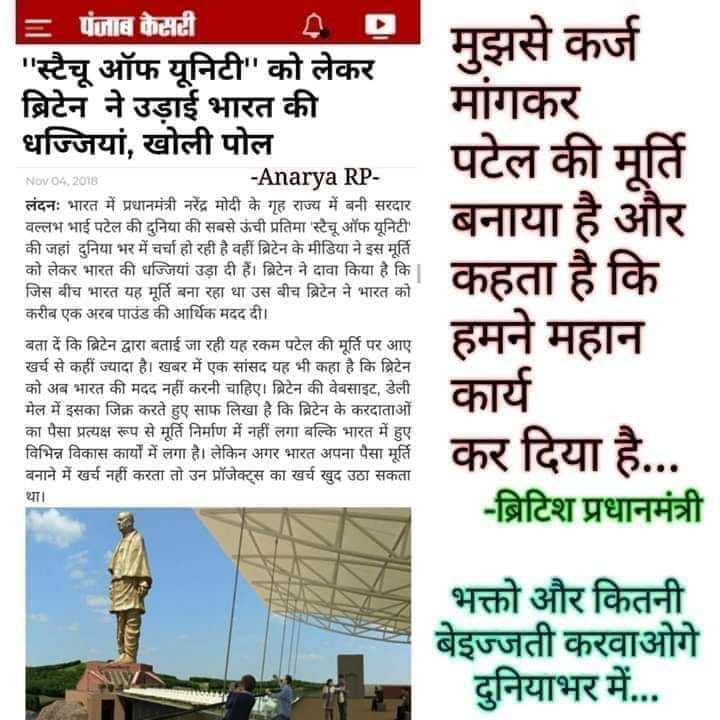 पंजाब केसरी
"स्टैचू ऑफ यूनिटी" को लेकर
ब्रिटेन ने उड़ाई भारत की
धज्जियां, खोली पोल
-Anarya RP-
Nov 04, 2018
लंदनः भारत में प्रधानमंत्री नरेंद्र मोदी के गृह राज्य में बनी सरदार
वल्लभ भाई पटेल की दुनिया की सबसे ऊंची प्रतिमा 'स्टैचू ऑफ यूनिटी'
की जहां दुनिया भर में चर्चा हो रही है वहीं ब्रिटेन के मीडिया ने इस मूर्ति
को लेकर भारत की धज्जियां उड़ा दी हैं। ब्रिटेन ने दावा किया है कि
जिस बीच भारत यह मूर्ति बना रहा था उस बीच ब्रिटेन ने भारत को
करीब एक अरब पाउंड की आर्थिक मदद दी।
बता दें कि ब्रिटेन द्वारा बताई जा रही यह रकम पटेल की मूर्ति पर आए
खर्च से कहीं ज्यादा है। खबर में एक सांसद यह भी कहा है कि ब्रिटेन
को अब भारत की मदद नहीं करनी चाहिए। ब्रिटेन की वेबसाइट, डेली
मेल में इसका जिक्र करते हुए साफ लिखा है कि ब्रिटेन के करदाताओं
का पैसा प्रत्यक्ष रूप से मूर्ति निर्माण में नहीं लगा बल्कि भारत में हुए
विभिन्न विकास कार्यों में लगा है। लेकिन अगर भारत अपना पैसा मूर्ति
बनाने में खर्च नहीं करता तो उन प्रॉजेक्ट्स का खर्च खुद उठा सकता
था।
मुझसे कर्ज
मांगकर
पटेल की मूर्ति
बनाया है और
कहता है कि
हमने महान
कार्य
कर दिया है...
-ब्रिटिश प्रधानमंत्री
भक्तो और कितनी
बेइज्जती करवाओगे
दुनियाभर में...